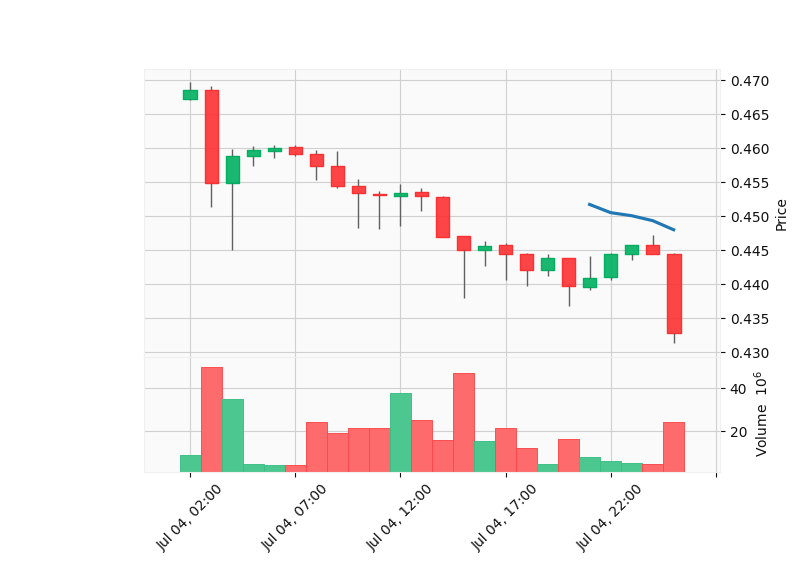 0.470
0.465
0.460
0.455
0.450
0.445
0.440
0.435
0.430
Price
40
20
Volume 10^6
Jul 04, 02:00
Jul 04, 07:00
Jul 04, 12:00
Jul 04, 17:00
Jul 04, 22:00